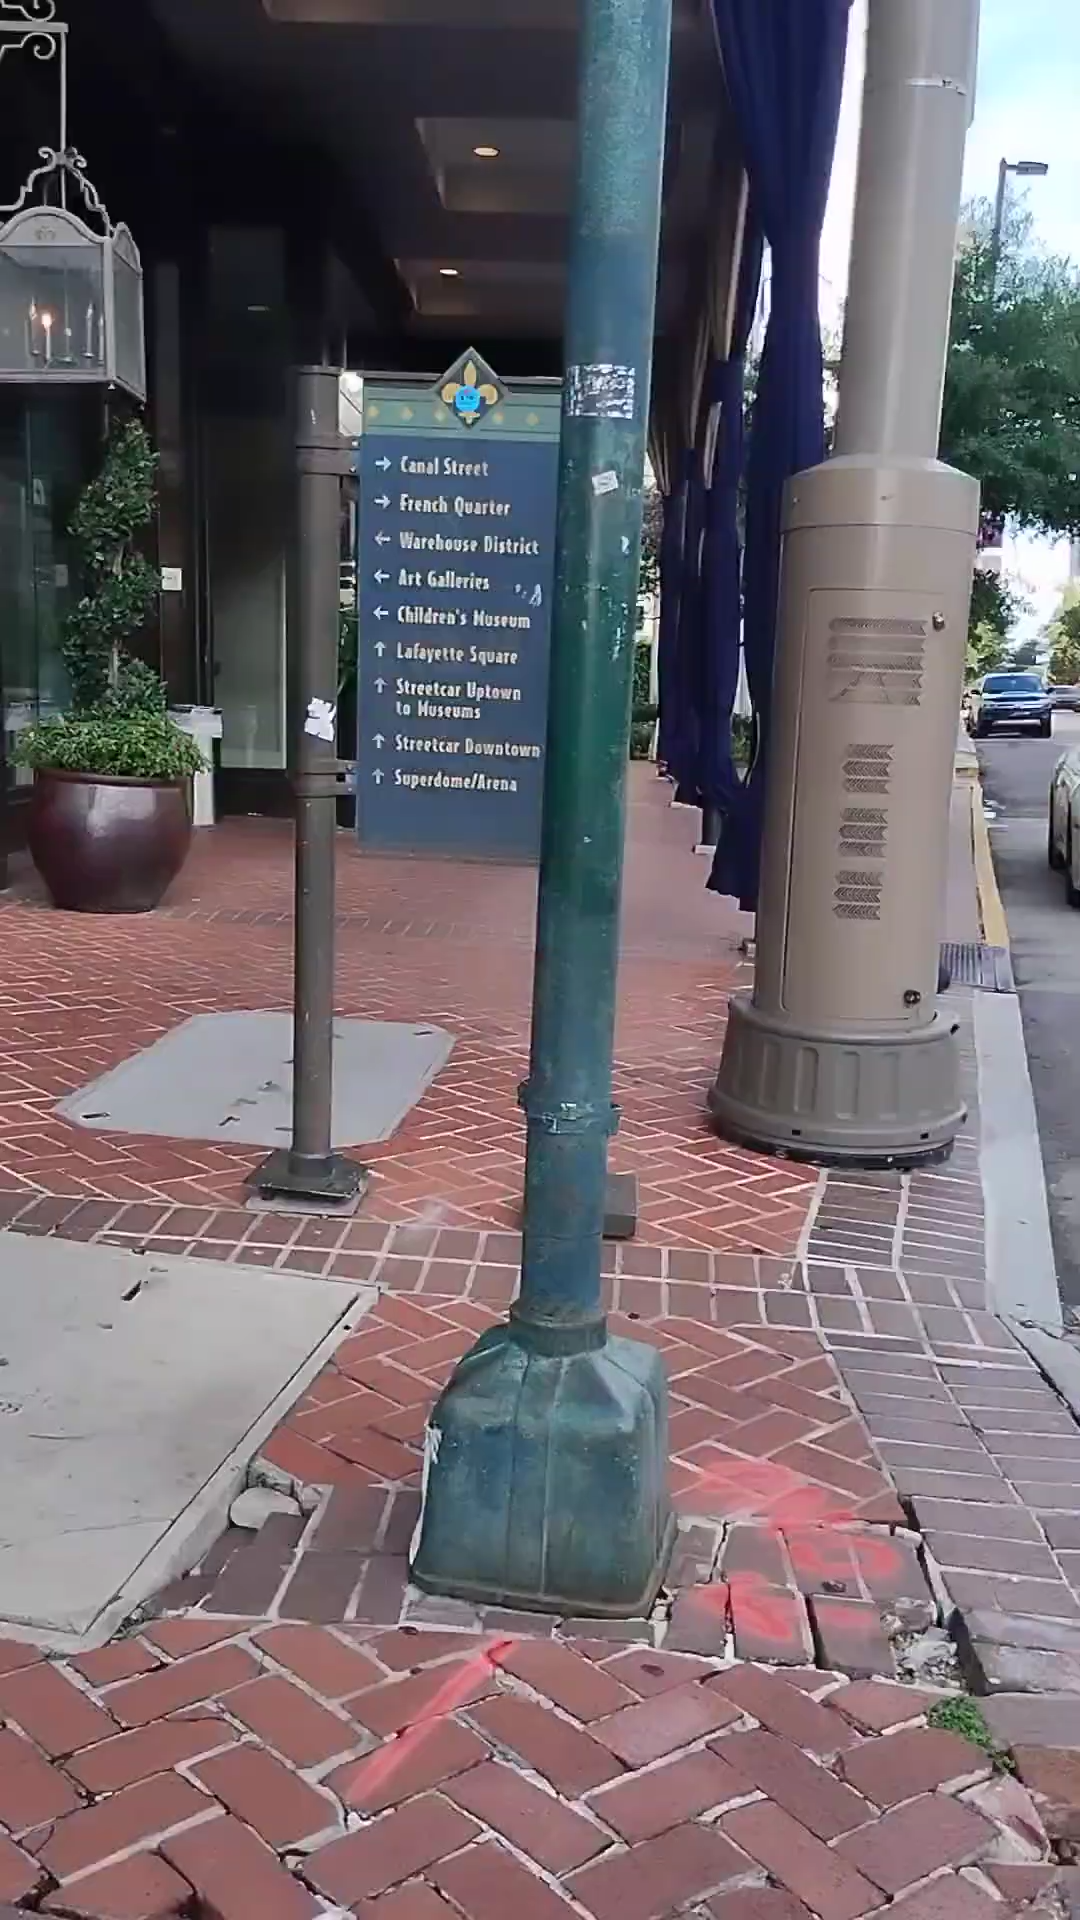 → Canal Street
→ French Quarter
← Warehouse District
← Art Galleries
← Children's Museum
↑ Lafayette Square
↑ Streetcar Uptown
to Museums
↑ Streetcar Downtown
↑ Superdome/Arena